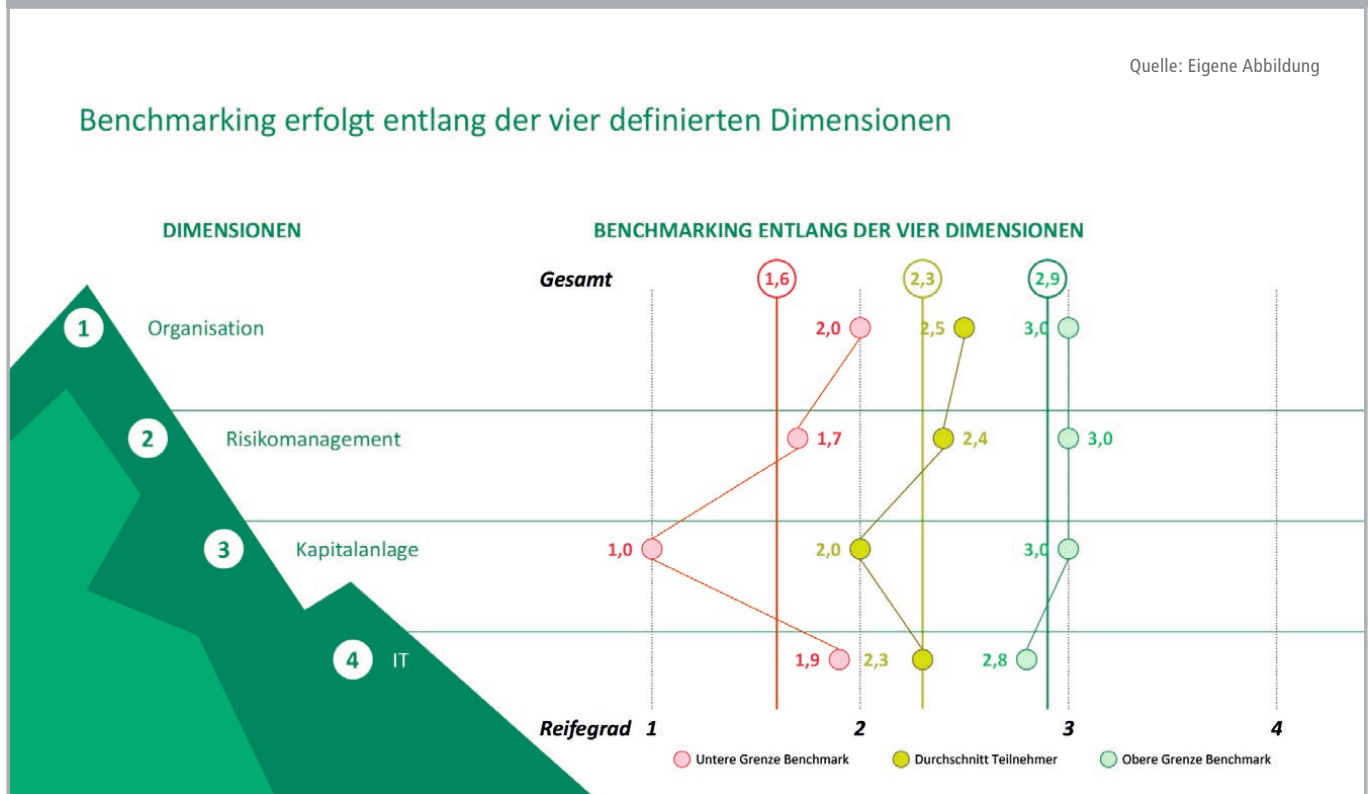 Quelle: Eigene Abbildung
Benchmarking erfolgt entlang der vier definierten Dimensionen
DIMENSIONEN
BENCHMARKING ENTLANG DER VIER DIMENSIONEN
Gesamt
1,6
2,3
2,9
1
Organisation
2,0
2,5
3,0
2
Risikomanagement
1,7
2,4
3,0
3
Kapitalanlage
1,0
2,0
3,0
4
IT
1,9
2,3
2,8
Reifegrad 1 2 3 4
Untere Grenze Benchmark
Durchschnitt Teilnehmer
Obere Grenze Benchmark